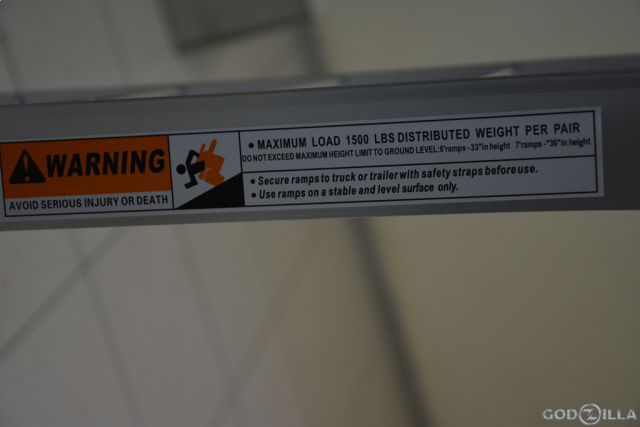 WARNING
AVOID SERIOUS INJURY OR DEATH
• MAXIMUM LOAD 1500 LBS DISTRIBUTED WEIGHT PER PAIR
DO NOT EXCEED MAXIMUM HEIGHT LIMIT TO GROUND LEVEL:6'ramps - 33"in height 7'ramps -"36"in height
• Secure ramps to truck or trailer with safety straps before use.
• Use ramps on a stable and level surface only.
GODZILLA